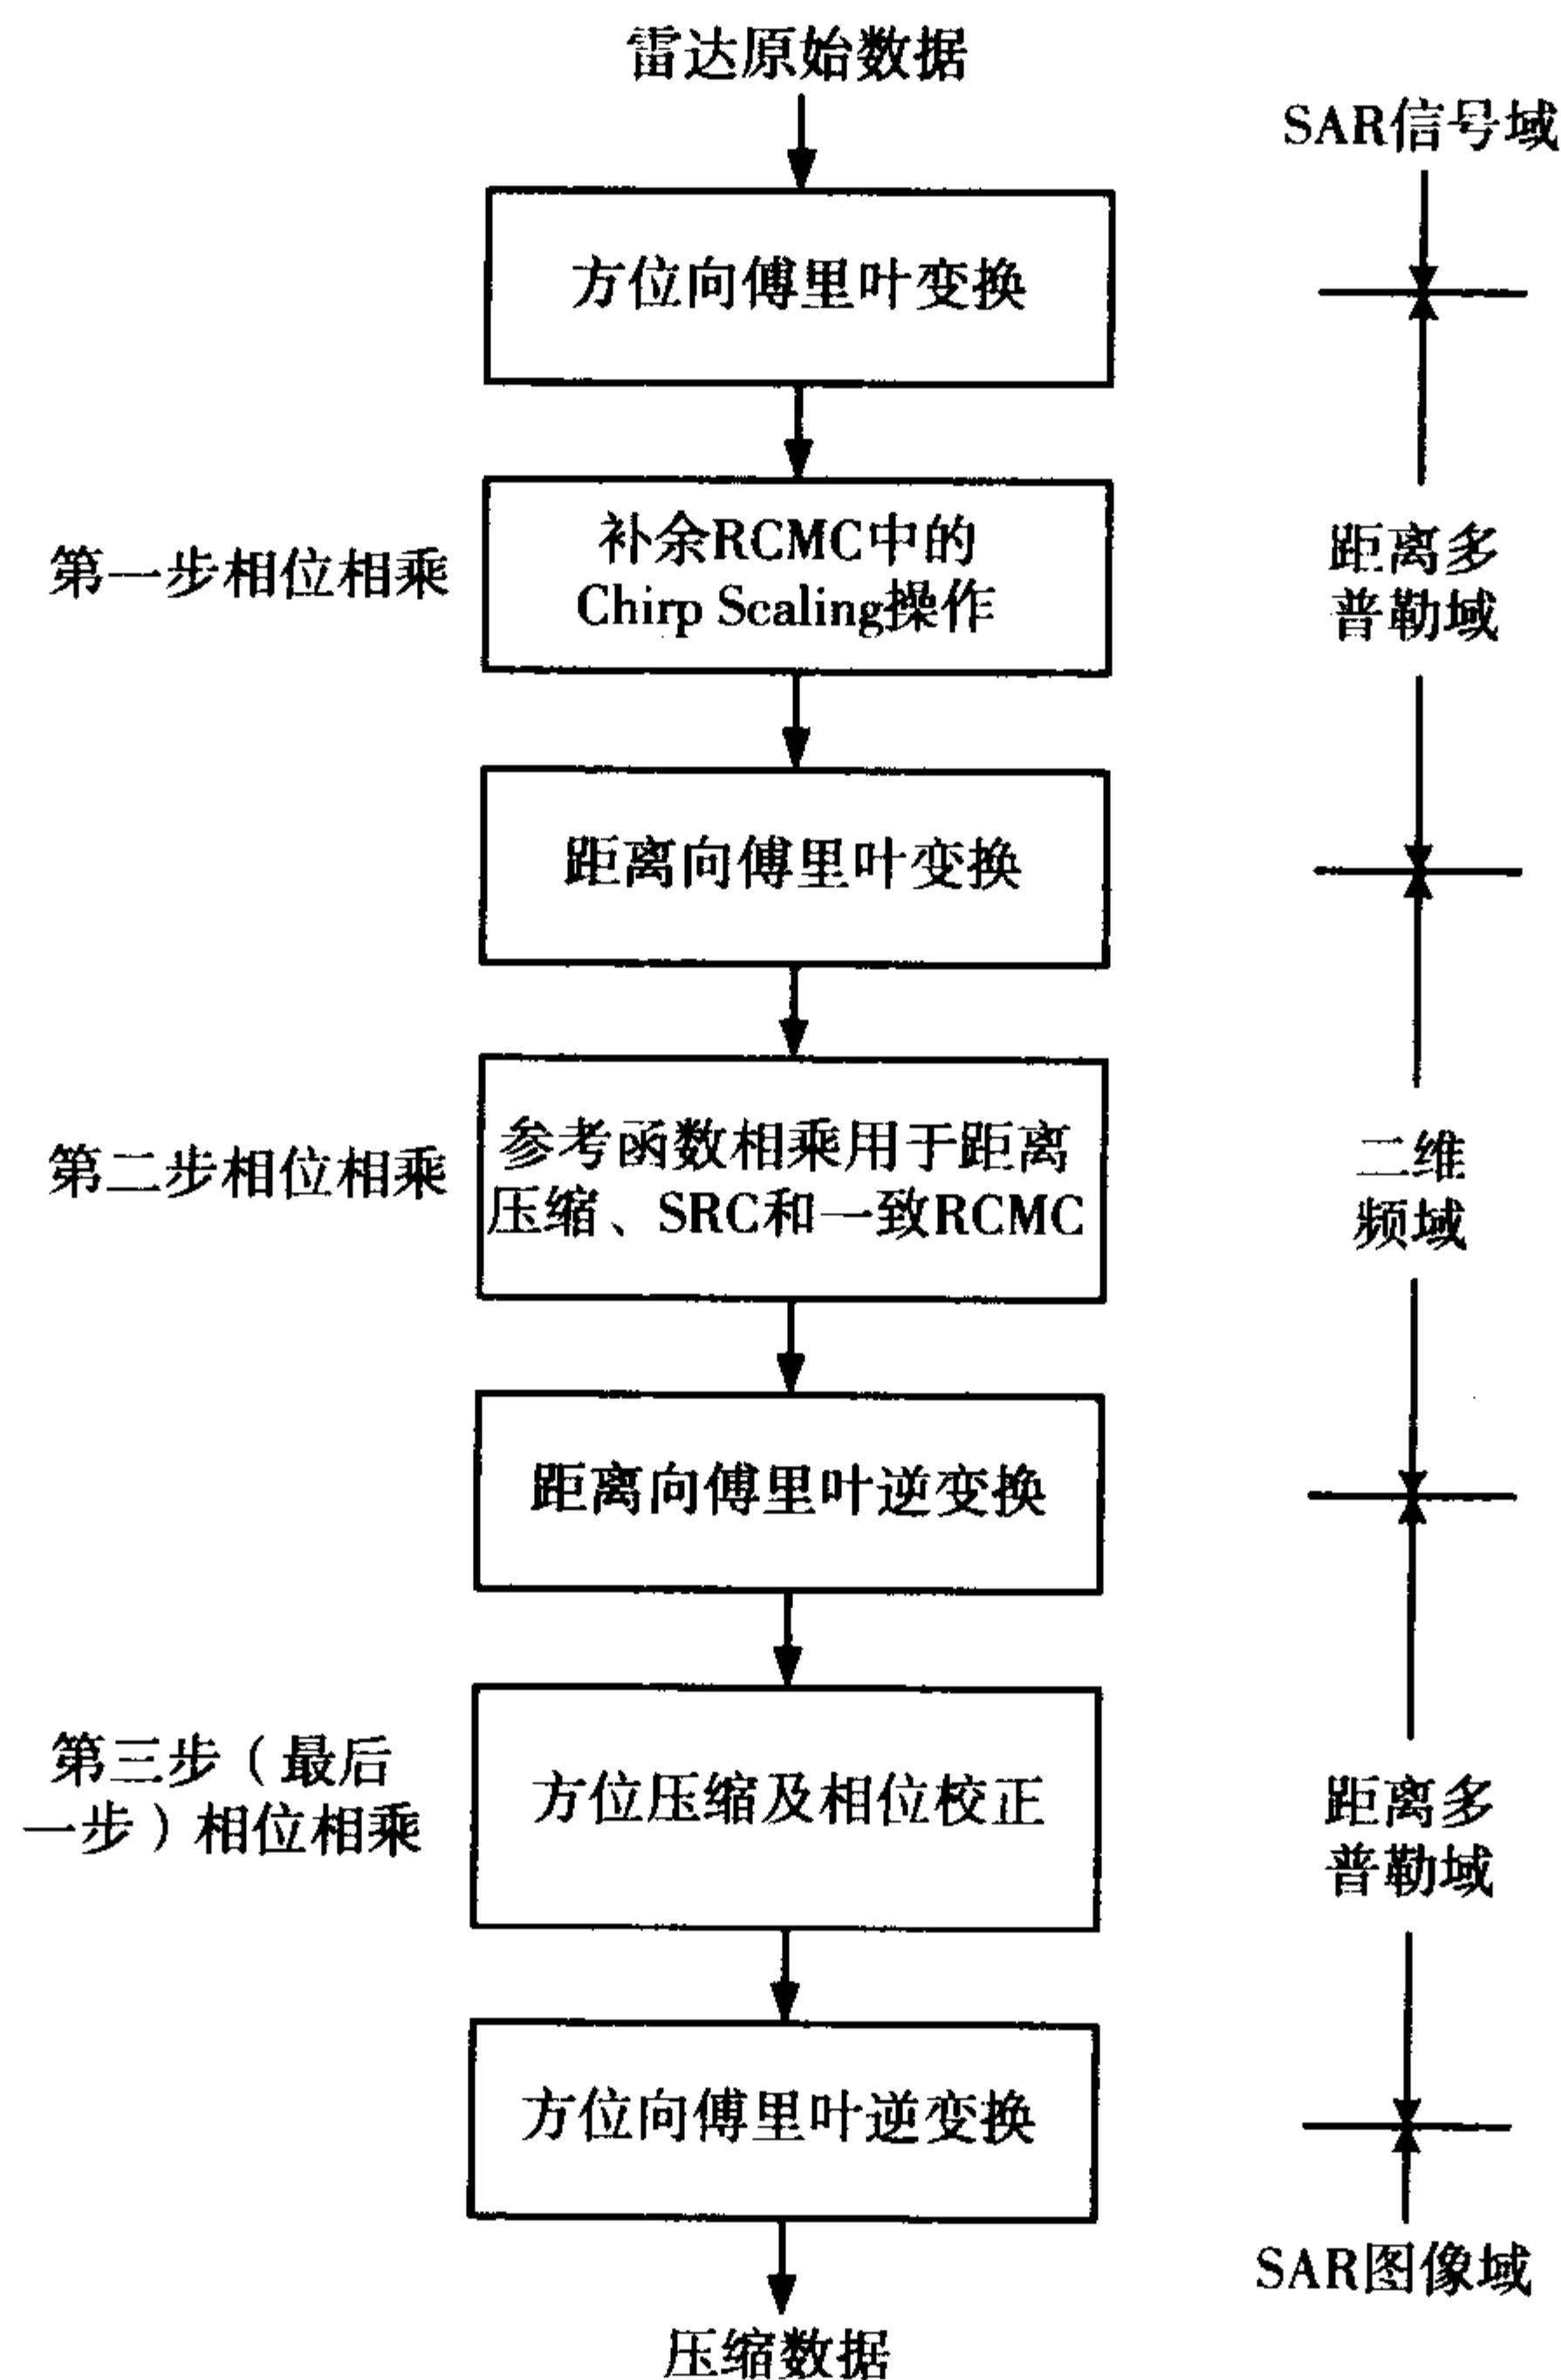 雷达原始数据
SAR信号域
方位向傅里叶变换
第一步相位相乘
补余RCMC中的
Chirp Scaling操作
距离多
普勒域
距离向傅里叶变换
第二步相位相乘
参考函数相乘用于距离
压缩、SRC和一致RCMC
二维
频域
距离向傅里叶逆变换
第三步(最后
一步)相位相乘
方位压缩及相位校正
距离多
普勒域
方位向傅里叶逆变换
SAR图像域
压缩数据